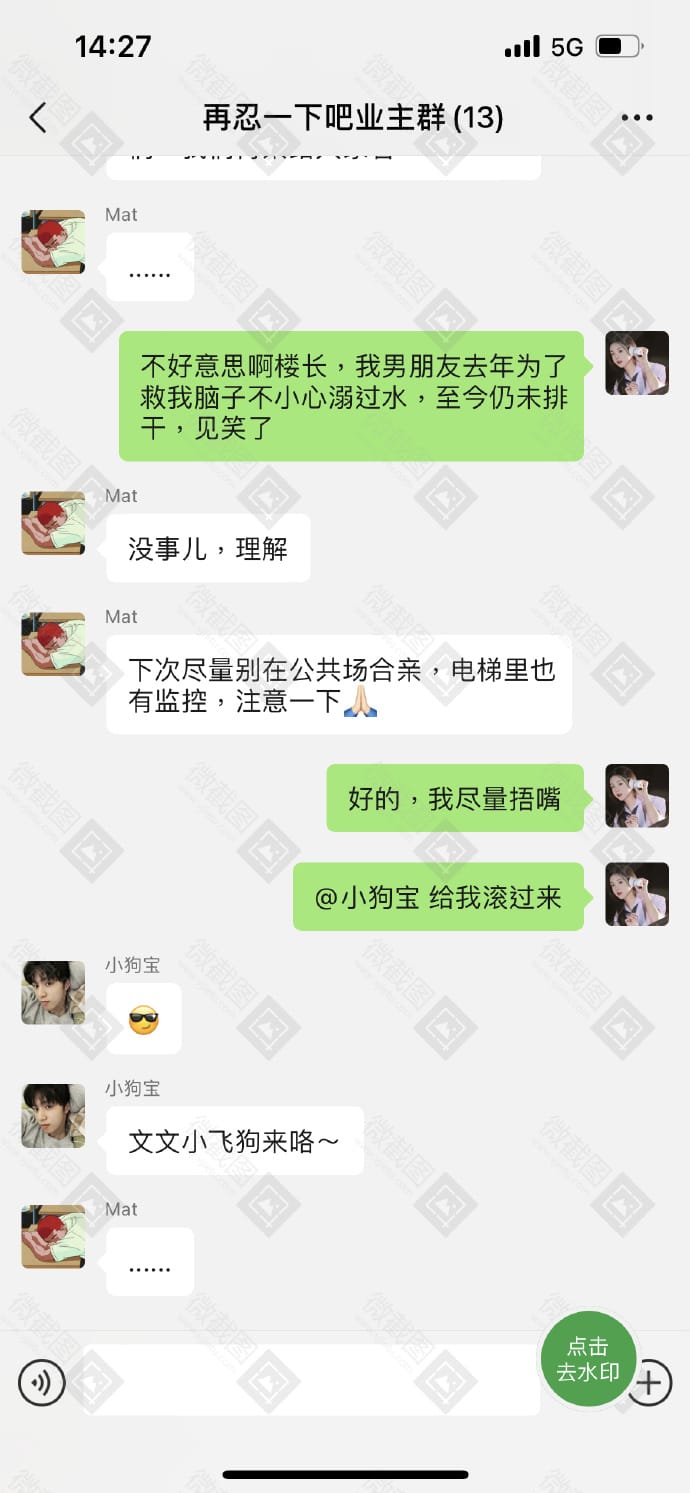 14:27
5G
再忍一下吧业主群(13)
Mat
......
不好意思啊楼长，我男朋友去年为了
救我脑子不小心溺过水，至今仍未排
干，见笑了
Mat
没事儿，理解
Mat
下次尽量别在公共场合亲，电梯里也
有监控，注意一下🙏🏻
好的，我尽量捂嘴
@小狗宝 给我滚过来
小狗宝
😎
小狗宝
文文小飞狗来咯～
Mat
......
点击
去水印
微截图